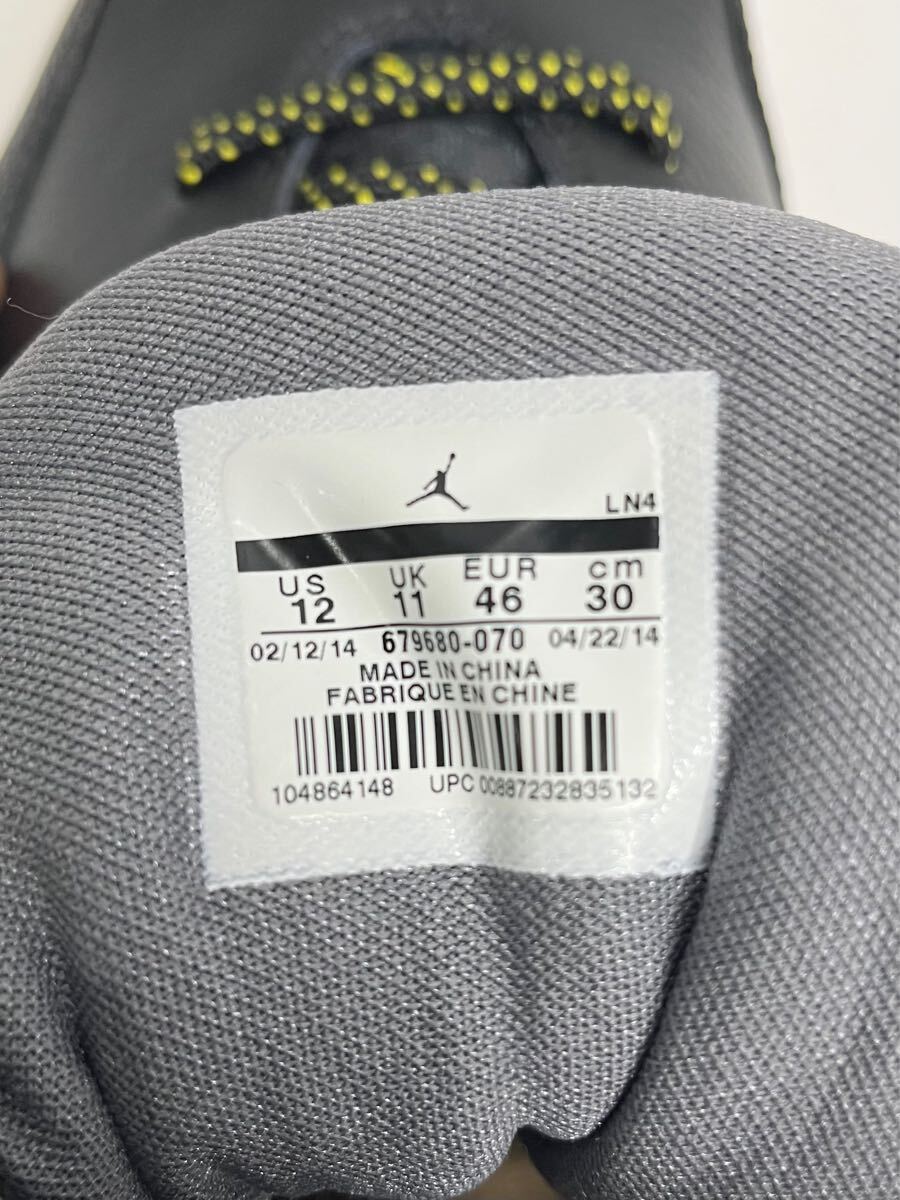 LN4
US UK EUR cm
12 11 46 30
02/12/14 679680-070 04/22/14
MADE IN CHINA
FABRIQUE EN CHINE
104864148 UPC 00887232835132